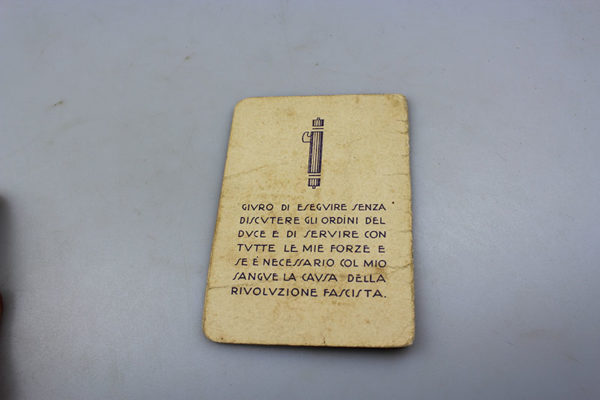 GIVRO DI ESEGVIRE SENZA
DISCVTERE GLI ORDINI DEL
DVCE E DI SERVIRE CON
TVTTE LE MIE FORZE E
SE É NECESSARIO COL MIO
SANGVE LA CAVSA DELLA
RIVOLVZIONE FASCISTA.